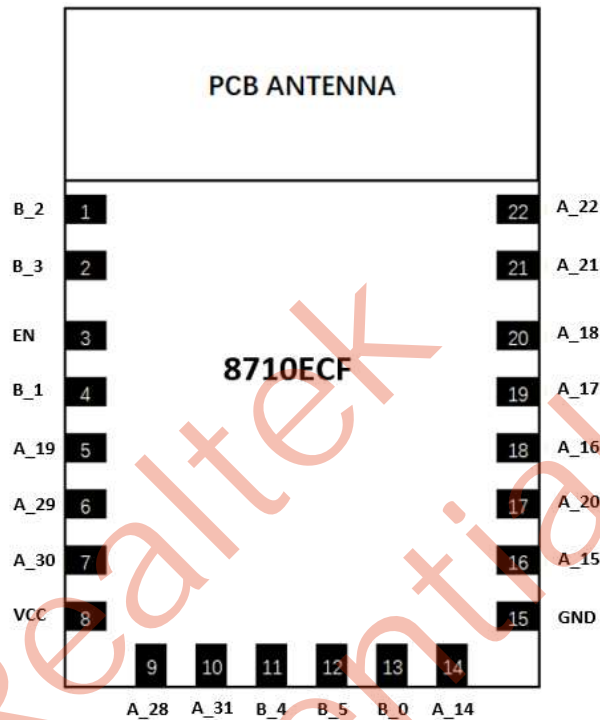 PCB ANTENNA
B_2 1 22 A_22
B_3 2 21 A_21
EN 3 20 A_18
8710ECF
B_1 4 19 A_17
A_19 5 18 A_16
A_29 6 17 A_20
A_30 7 16 A_15
VCC 8 15 GND
9 10 11 12 13 14
A_28 A_31 B_4 B_5 B_0 A_14
Realtek